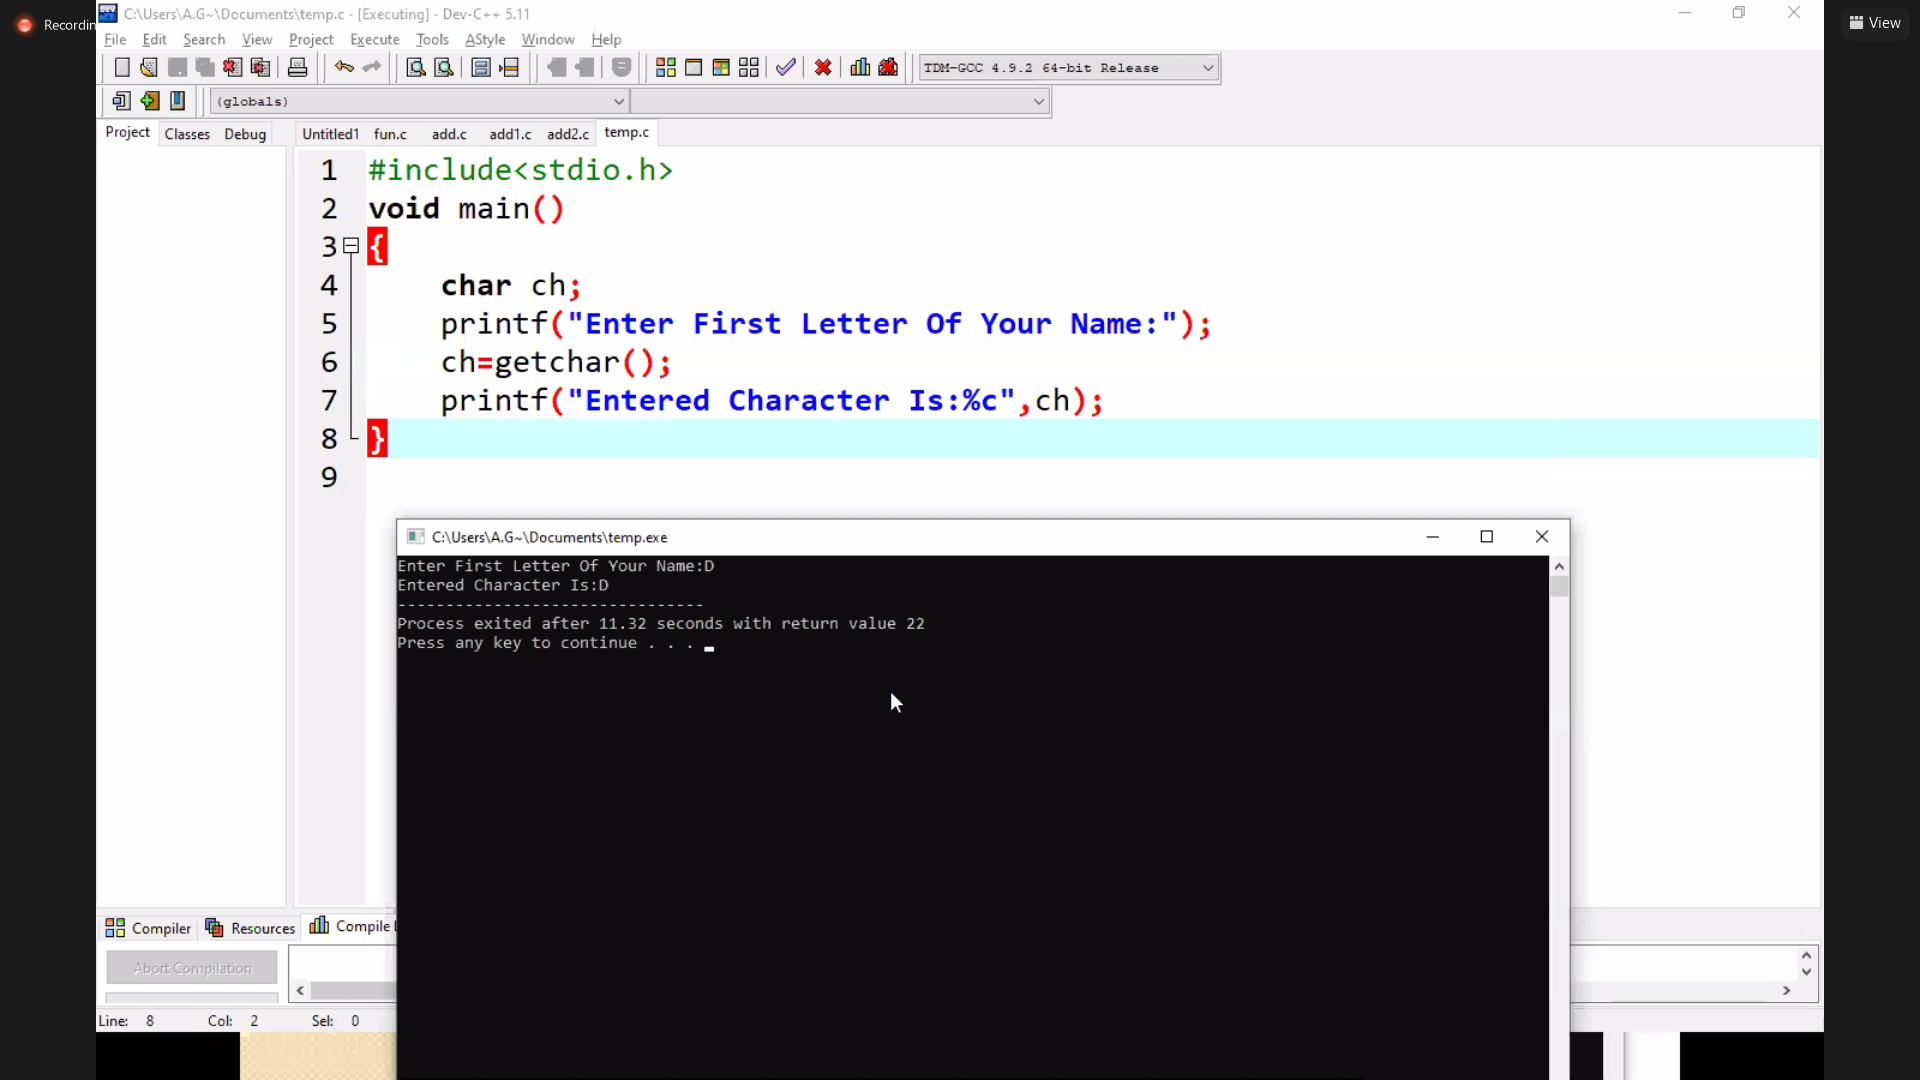 Recordin
C:\Users\A.G~\Documents\temp.c - [Executing] - Dev-C++ 5.11
View
File Edit Search View Project Execute Tools AStyle Window Help
TDM-GCC 4.9.2 64-bit Release
(globals)
Project Classes Debug
Untitled1 fun.c add.c add1.c add2.c temp.c
1 #include<stdio.h>
2 void main()
3 {
4 char ch;
5 printf("Enter First Letter Of Your Name:");
6 ch=getchar();
7 printf("Entered Character Is:%c",ch);
8 }
9
C:\Users\A.G~\Documents\temp.exe
Enter First Letter Of Your Name:D
Entered Character Is:D
--------------------------------
Process exited after 11.32 seconds with return value 22
Press any key to continue . . .
Compiler Resources Compile
Abort Compilation
Line: 8 Col: 2 Sel: 0